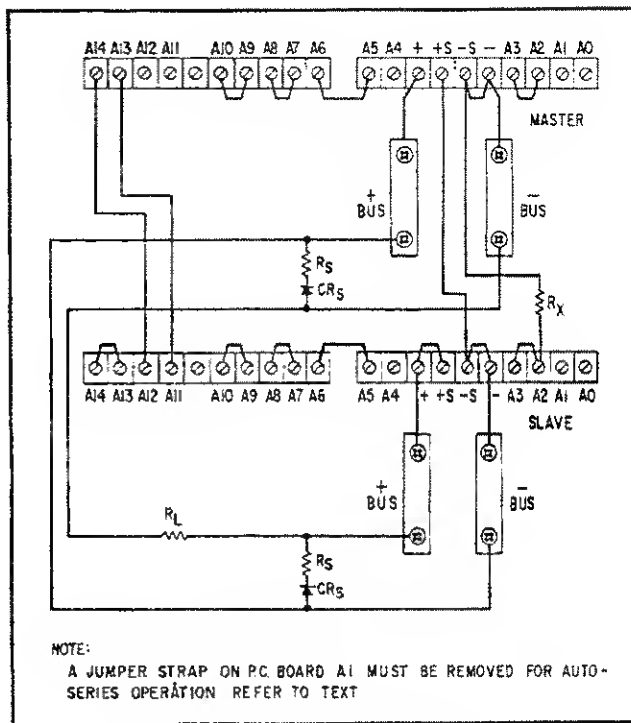 A14 A13 A12 A11 A10 A9 A8 A7 A6 A5 A4 + +S -S - A3 A2 A1 A0
MASTER
+
BUS
-
BUS
RS
CRS
RX
A14 A13 A12 A11 A10 A9 A8 A7 A6 A5 A4 + +S -S - A3 A2 A1 A0
SLAVE
+
BUS
-
BUS
RL
RS
CRS
NOTE:
A JUMPER STRAP ON P.C. BOARD A1 MUST BE REMOVED FOR AUTO-
SERIES OPERATION REFER TO TEXT